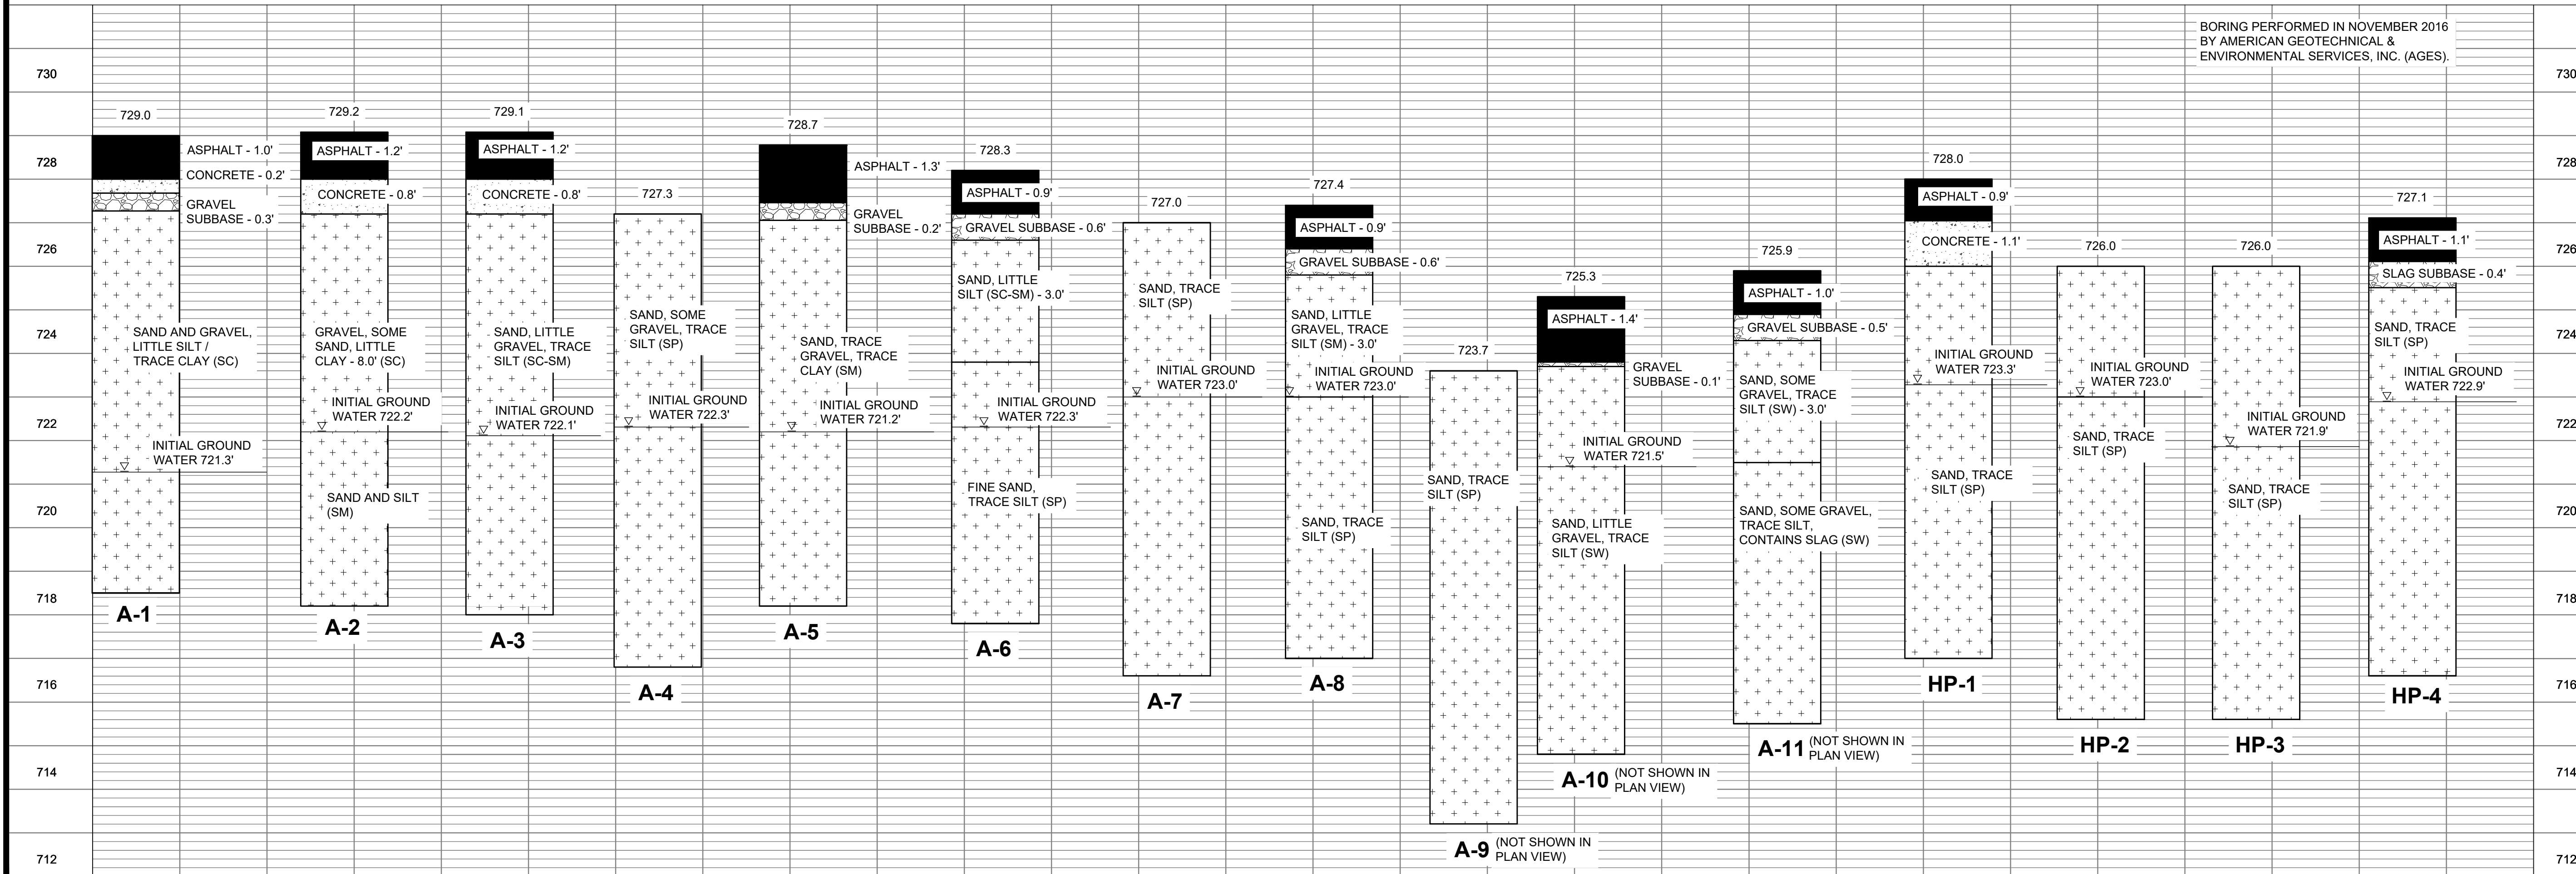 BORING PERFORMED IN NOVEMBER 2016
BY AMERICAN GEOTECHNICAL &
ENVIRONMENTAL SERVICES, INC. (AGES).
730
728
726
724
722
720
718
716
714
712
729.0
ASPHALT - 1.0'
CONCRETE - 0.2'
GRAVEL
SUBBASE - 0.3'
SAND AND GRAVEL,
LITTLE SILT /
TRACE CLAY (SC)
INITIAL GROUND
WATER 721.3'
A-1
729.2
ASPHALT - 1.2'
CONCRETE - 0.8'
GRAVEL, SOME
SAND, LITTLE
CLAY - 8.0' (SC)
INITIAL GROUND
WATER 722.2'
SAND AND SILT
(SM)
A-2
729.1
ASPHALT - 1.2'
CONCRETE - 0.8'
SAND, LITTLE
GRAVEL, TRACE
SILT (SC-SM)
INITIAL GROUND
WATER 722.1'
A-3
727.3
SAND, SOME
GRAVEL, TRACE
SILT (SP)
INITIAL GROUND
WATER 722.3'
A-4
728.7
ASPHALT - 1.3'
GRAVEL
SUBBASE - 0.2'
SAND, TRACE
GRAVEL, TRACE
CLAY (SM)
INITIAL GROUND
WATER 721.2'
A-5
728.3
ASPHALT - 0.9'
GRAVEL SUBBASE - 0.6'
SAND, LITTLE
SILT (SC-SM) - 3.0'
INITIAL GROUND
WATER 722.3'
FINE SAND,
TRACE SILT (SP)
A-6
727.0
SAND, TRACE
SILT (SP)
INITIAL GROUND
WATER 723.0'
A-7
727.4
ASPHALT - 0.9'
GRAVEL SUBBASE - 0.6'
SAND, LITTLE
GRAVEL, TRACE
SILT (SM) - 3.0'
INITIAL GROUND
WATER 723.0'
SAND, TRACE
SILT (SP)
A-8
723.7
SAND, TRACE
SILT (SP)
A-9 (NOT SHOWN IN
PLAN VIEW)
725.3
ASPHALT - 1.4'
GRAVEL
SUBBASE - 0.1'
INITIAL GROUND
WATER 721.5'
SAND, LITTLE
GRAVEL, TRACE
SILT (SW)
A-10 (NOT SHOWN IN
PLAN VIEW)
725.9
ASPHALT - 1.0'
GRAVEL SUBBASE - 0.5'
SAND, SOME
GRAVEL, TRACE
SILT (SW) - 3.0'
SAND, SOME GRAVEL,
TRACE SILT,
CONTAINS SLAG (SW)
A-11 (NOT SHOWN IN
PLAN VIEW)
728.0
ASPHALT - 0.9'
CONCRETE - 1.1'
INITIAL GROUND
WATER 723.3'
SAND, TRACE
SILT (SP)
HP-1
726.0
INITIAL GROUND
WATER 723.0'
SAND, TRACE
SILT (SP)
HP-2
726.0
INITIAL GROUND
WATER 721.9'
SAND, TRACE
SILT (SP)
HP-3
727.1
ASPHALT - 1.1'
SLAG SUBBASE - 0.4'
SAND, TRACE
SILT (SP)
INITIAL GROUND
WATER 722.9'
HP-4
730
728
726
724
722
720
718
716
714
712